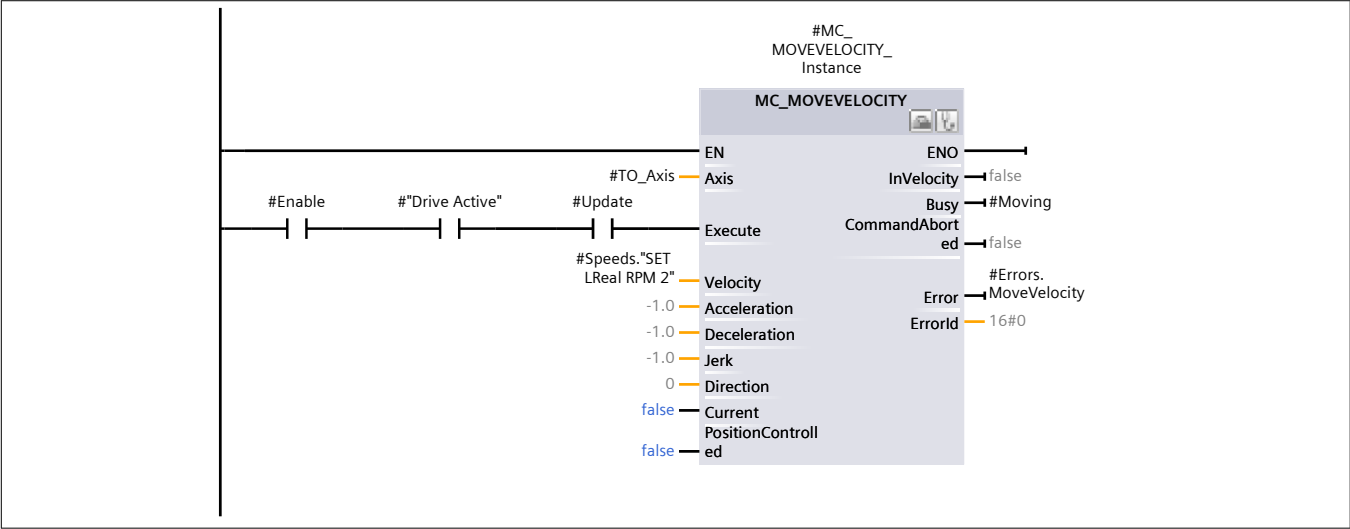 #MC_
MOVEVELOCITY_
Instance
MC_MOVEVELOCITY
EN
ENO
#TO_Axis
Axis
InVelocity
false
#Enable
#"Drive Active"
#Update
Busy
#Moving
Execute
CommandAbort
ed
false
#Speeds."SET
LReal RPM 2"
Velocity
#Errors.
MoveVelocity
Error
-1.0
Acceleration
ErrorId
16#0
-1.0
Deceleration
-1.0
Jerk
0
Direction
false
Current
PositionControll
ed
false